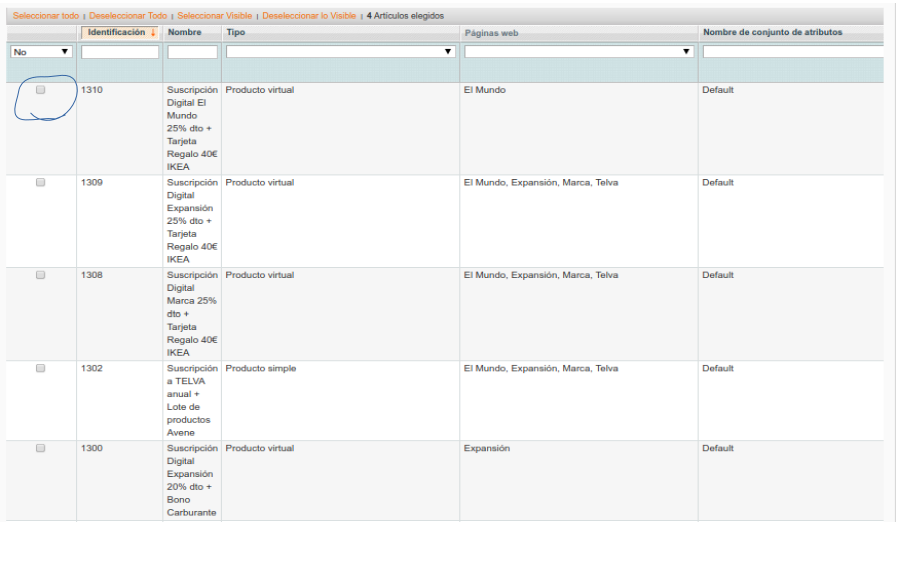 Seleccionar todo | Deseleccionar Todo | Seleccionar Visible | Deseleccionar lo Visible | 4 Artículos elegidos
Identificación ↓ Nombre Tipo Páginas web Nombre de conjunto de atributos
No
1310 Suscripción Producto virtual El Mundo Default
Digital El
Mundo
25% dto +
Tarjeta
Regalo 40€
IKEA
1309 Suscripción Producto virtual El Mundo, Expansión, Marca, Telva Default
Digital
Expansión
25% dto +
Tarjeta
Regalo 40€
IKEA
1308 Suscripción Producto virtual El Mundo, Expansión, Marca, Telva Default
Digital
Marca 25%
dto +
Tarjeta
Regalo 40€
IKEA
1302 Suscripción Producto simple El Mundo, Expansión, Marca, Telva Default
a TELVA
anual +
Lote de
productos
Avene
1300 Suscripción Producto virtual Expansión Default
Digital
Expansión
20% dto +
Bono
Carburante